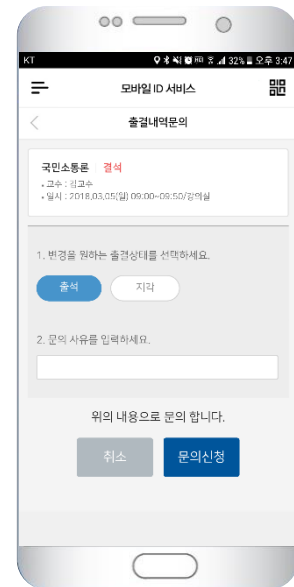 KT 32% 오후 3:47
모바일 ID 서비스
출결내역문의
국민소통론 결석
• 교수 : 김교수
• 일시 : 2018,03,05(일) 09:00~09:50/강의실
1. 변경을 원하는 출결상태를 선택하세요.
출석 지각
2. 문의 사유를 입력하세요.
위의 내용으로 문의 합니다.
취소 문의신청